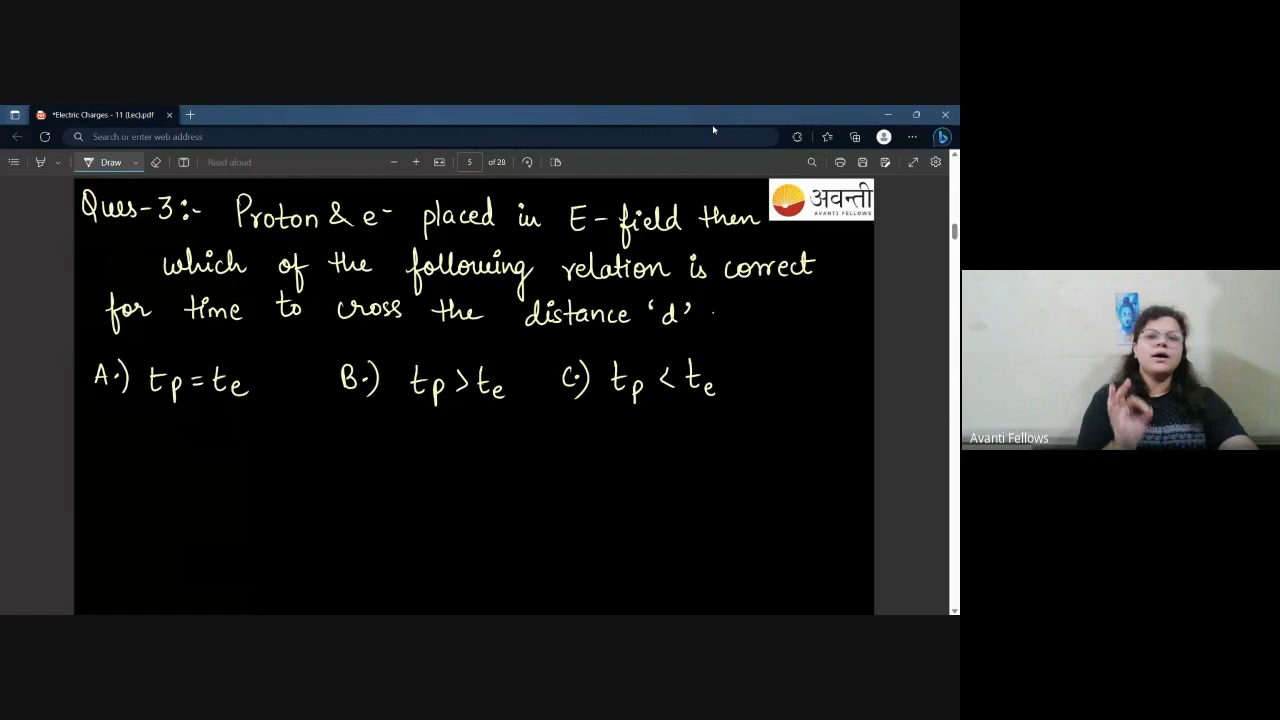 *Electric Charges - 11 (Lec).pdf
Search or enter web address
Draw
Read aloud
5 of 28
Ques-3:- Proton & e- placed in E-field then
which of the following relation is correct
for time to cross the distance 'd' .
A.) tp = te B.) tp > te C.) tp < te
अवन्ती
AVANTI FELLOWS
Avanti Fellows